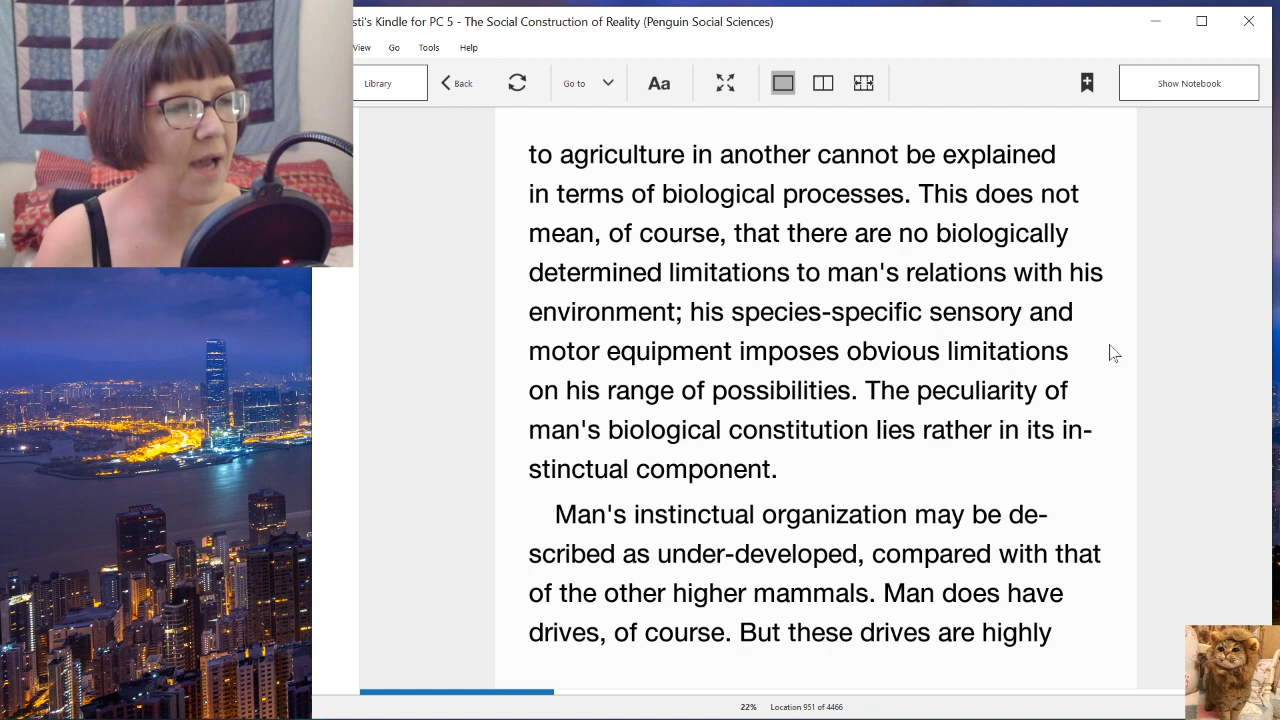 sti's Kindle for PC 5 - The Social Construction of Reality (Penguin Social Sciences)
View Go Tools Help
Library Back Go to Aa Show Notebook
to agriculture in another cannot be explained
in terms of biological processes. This does not
mean, of course, that there are no biologically
determined limitations to man's relations with his
environment; his species-specific sensory and
motor equipment imposes obvious limitations
on his range of possibilities. The peculiarity of
man's biological constitution lies rather in its in-
stinctual component.
Man's instinctual organization may be de-
scribed as under-developed, compared with that
of the other higher mammals. Man does have
drives, of course. But these drives are highly
22% Location 951 of 4466